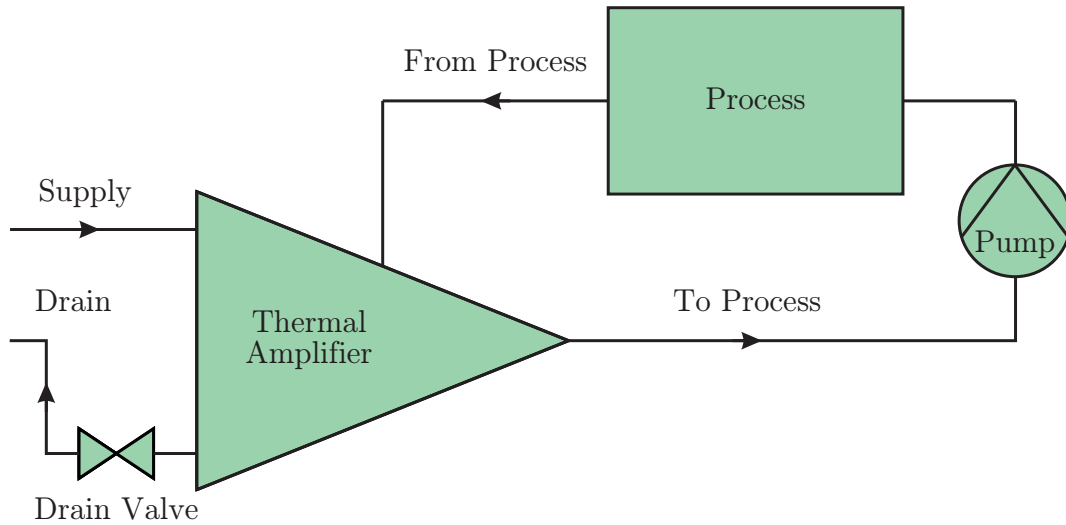 From Process
Process
Supply
Pump
Drain
To Process
Thermal
Amplifier
Drain Valve